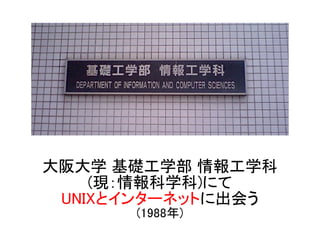 基礎工学部 情報工学科
DEPARTMENT OF INFORMATION AND COMPUTER SCIENCES
大阪大学 基礎工学部 情報工学科
(現：情報科学科)にて
UNIXとインターネットに出会う
(1988年)